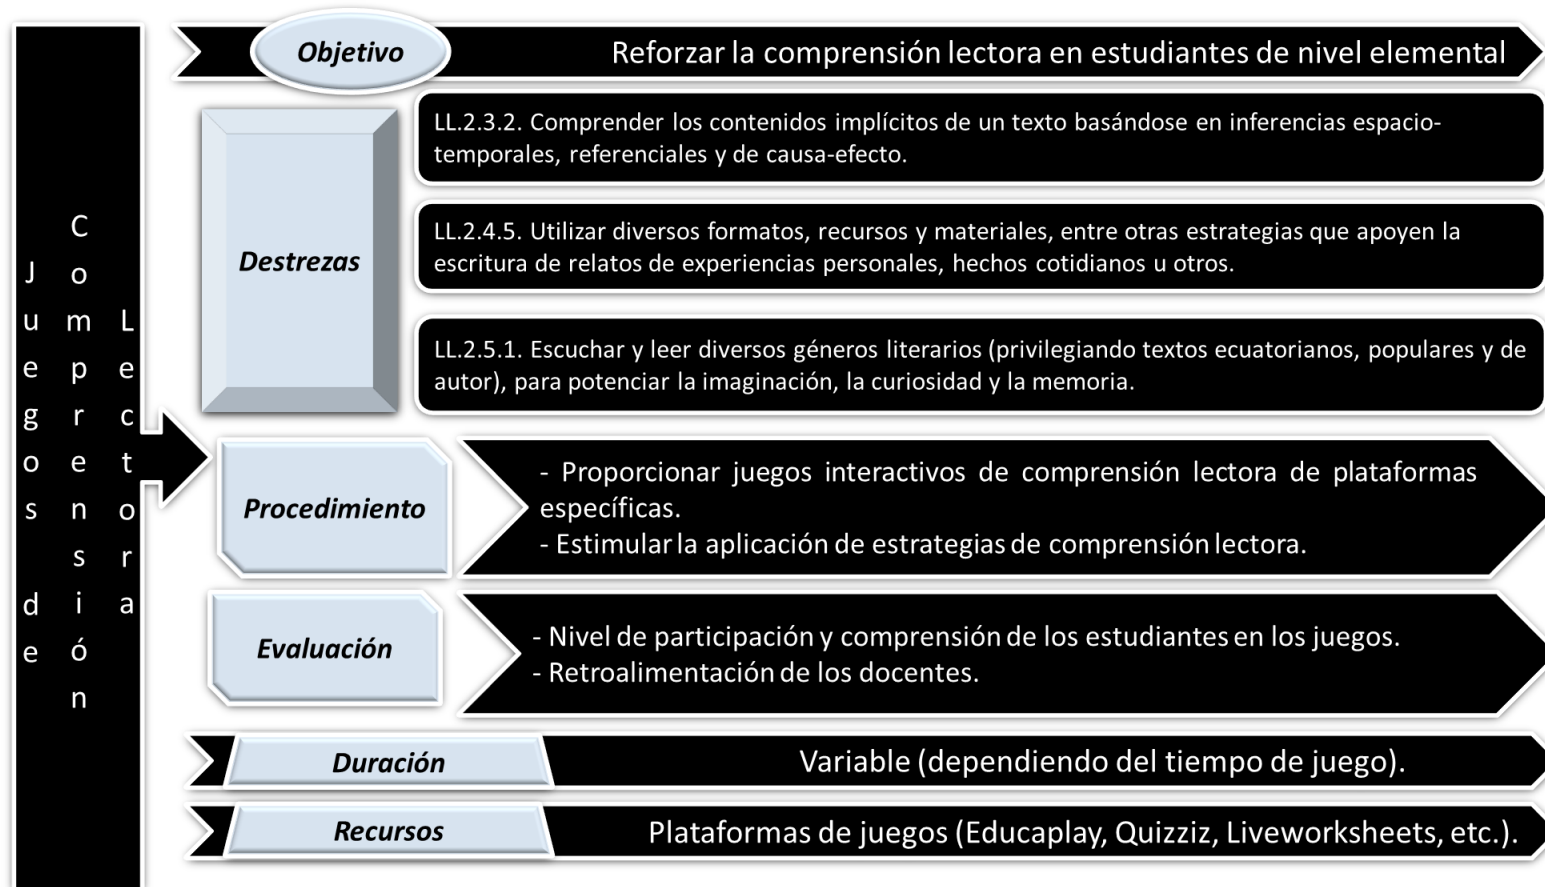 Juegos de
Comprensión
Lectora
Objetivo
Reforzar la comprensión lectora en estudiantes de nivel elemental
Destrezas
LL.2.3.2. Comprender los contenidos implícitos de un texto basándose en inferencias espacio-
temporales, referenciales y de causa-efecto.
LL.2.4.5. Utilizar diversos formatos, recursos y materiales, entre otras estrategias que apoyen la
escritura de relatos de experiencias personales, hechos cotidianos u otros.
LL.2.5.1. Escuchar y leer diversos géneros literarios (privilegiando textos ecuatorianos, populares y de
autor), para potenciar la imaginación, la curiosidad y la memoria.
Procedimiento
- Proporcionar juegos interactivos de comprensión lectora de plataformas
específicas.
- Estimular la aplicación de estrategias de comprensión lectora.
Evaluación
- Nivel de participación y comprensión de los estudiantes en los juegos.
- Retroalimentación de los docentes.
Duración
Variable (dependiendo del tiempo de juego).
Recursos
Plataformas de juegos (Educaplay, Quizziz, Liveworksheets, etc.).